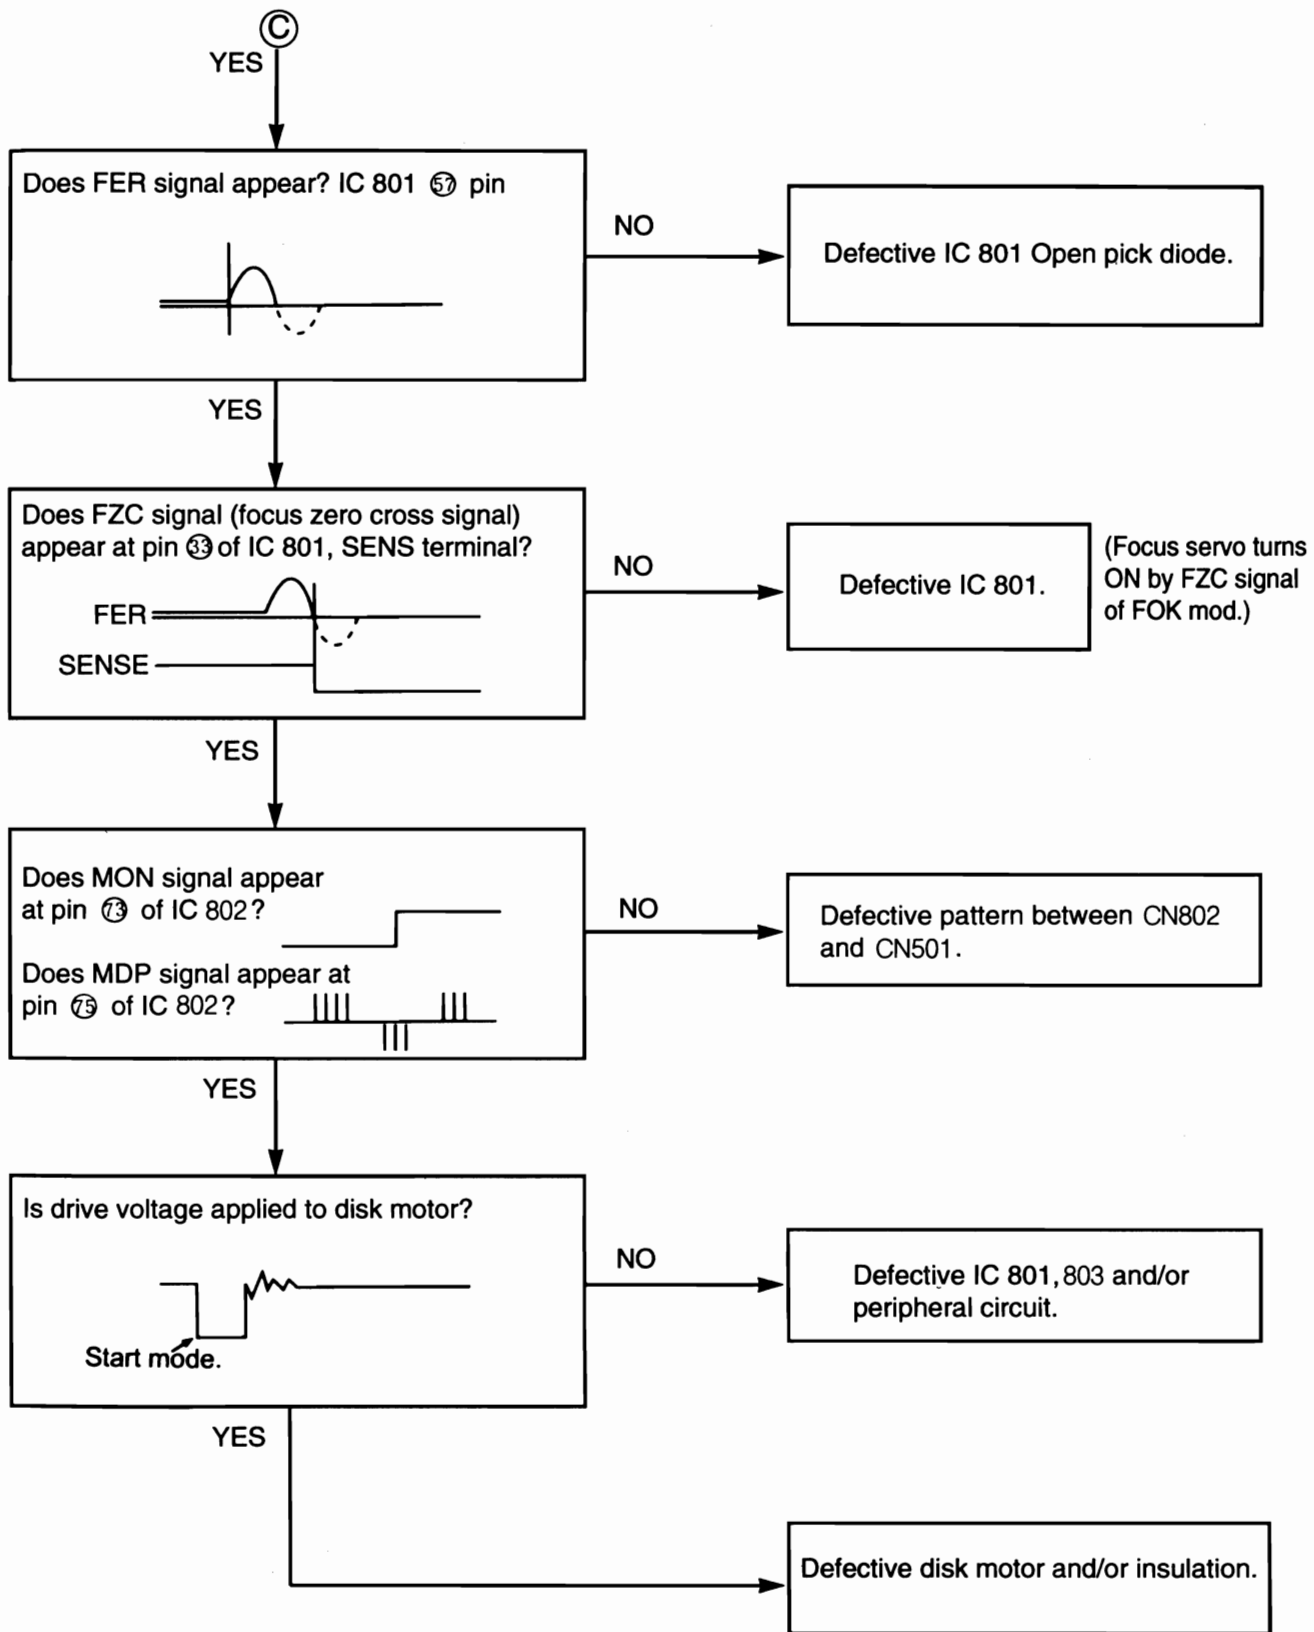 Ⓒ
YES
Does FER signal appear? IC 801 57 pin
NO
Defective IC 801 Open pick diode.
YES
Does FZC signal (focus zero cross signal)
appear at pin 33 of IC 801, SENS terminal?
FER
SENSE
NO
Defective IC 801.
(Focus servo turns
ON by FZC signal
of FOK mod.)
YES
Does MON signal appear
at pin 73 of IC 802?
Does MDP signal appear at
pin 75 of IC 802?
NO
Defective pattern between CN802
and CN501.
YES
Is drive voltage applied to disk motor?
Start mode.
NO
Defective IC 801, 803 and/or
peripheral circuit.
YES
Defective disk motor and/or insulation.